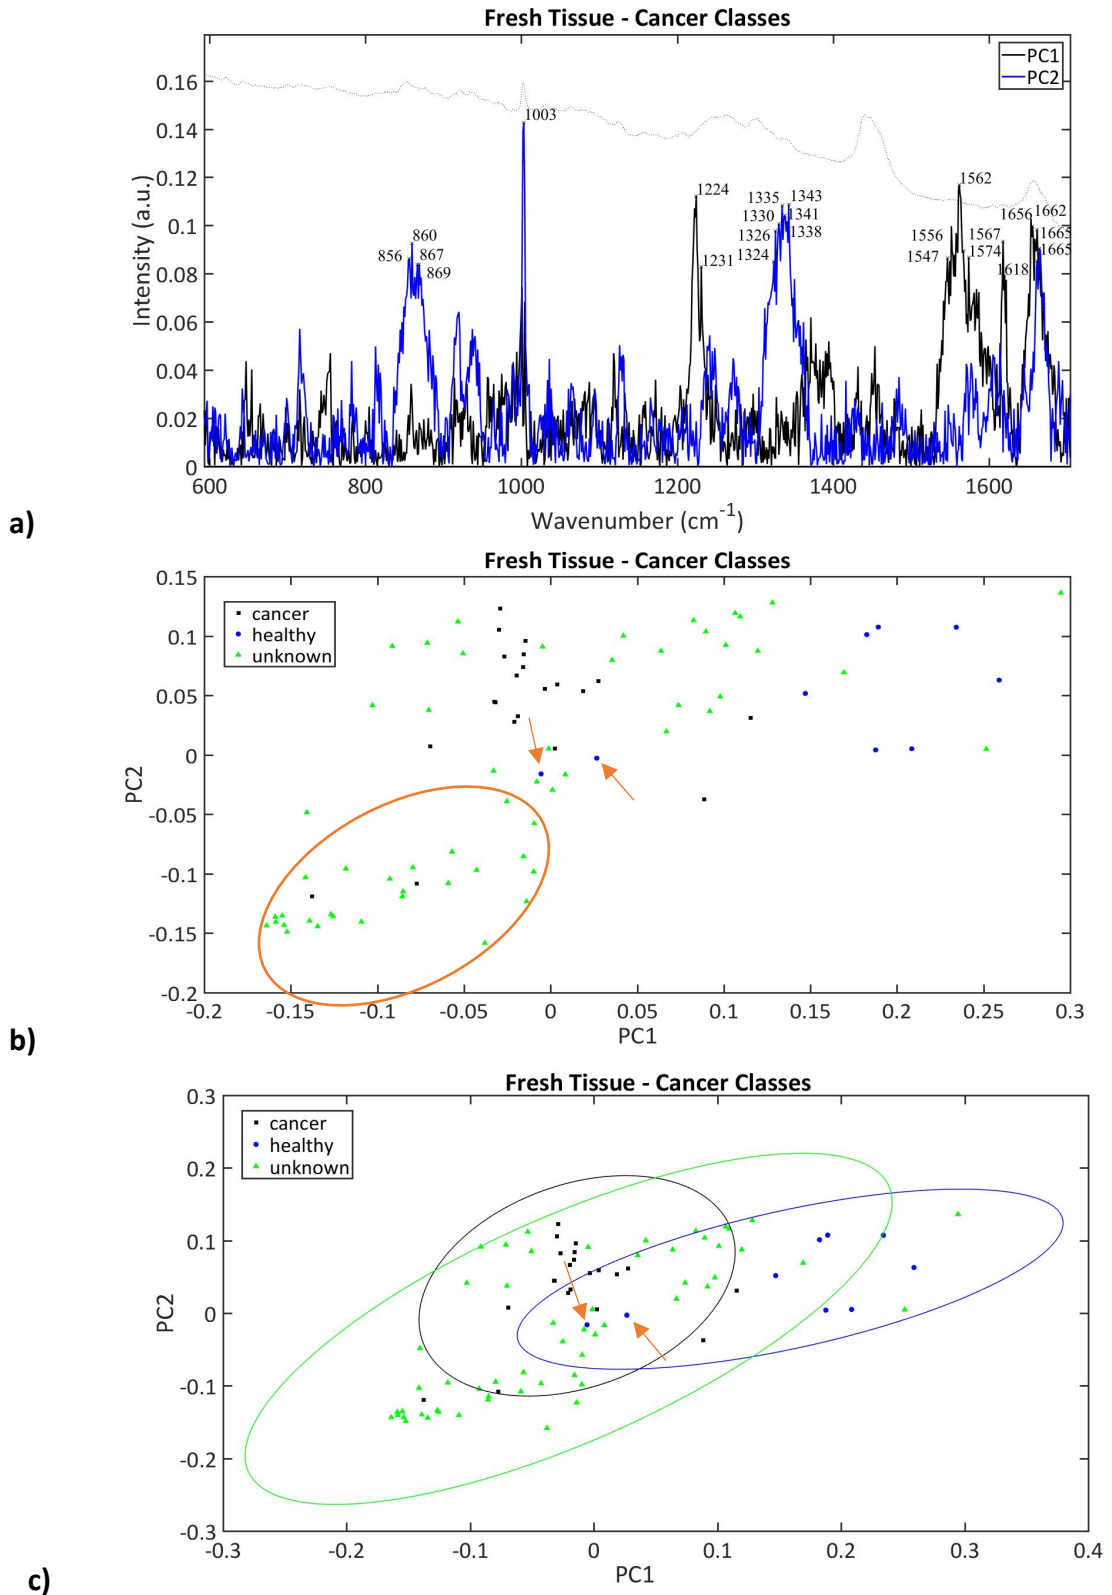 Fresh Tissue - Cancer Classes
PC1
PC2
Intensity (a.u.)
0.16
0.14
0.12
0.1
0.08
0.06
0.04
0.02
0
856
860
867
869
1003
1224
1231
1324
1326
1330
1335
1343
1341
1338
1547
1556
1562
1567
1574
1618
1656
1662
1665
1665
600 800 1000 1200 1400 1600
Wavenumber (cm-1)
a)
Fresh Tissue - Cancer Classes
cancer
healthy
unknown
PC2
0.15
0.1
0.05
0
-0.05
-0.1
-0.15
-0.2
-0.2 -0.15 -0.1 -0.05 0 0.05 0.1 0.15 0.2 0.25 0.3
PC1
b)
Fresh Tissue - Cancer Classes
cancer
healthy
unknown
PC2
0.3
0.2
0.1
0
-0.1
-0.2
-0.3
-0.3 -0.2 -0.1 0 0.1 0.2 0.3 0.4
PC1
c)